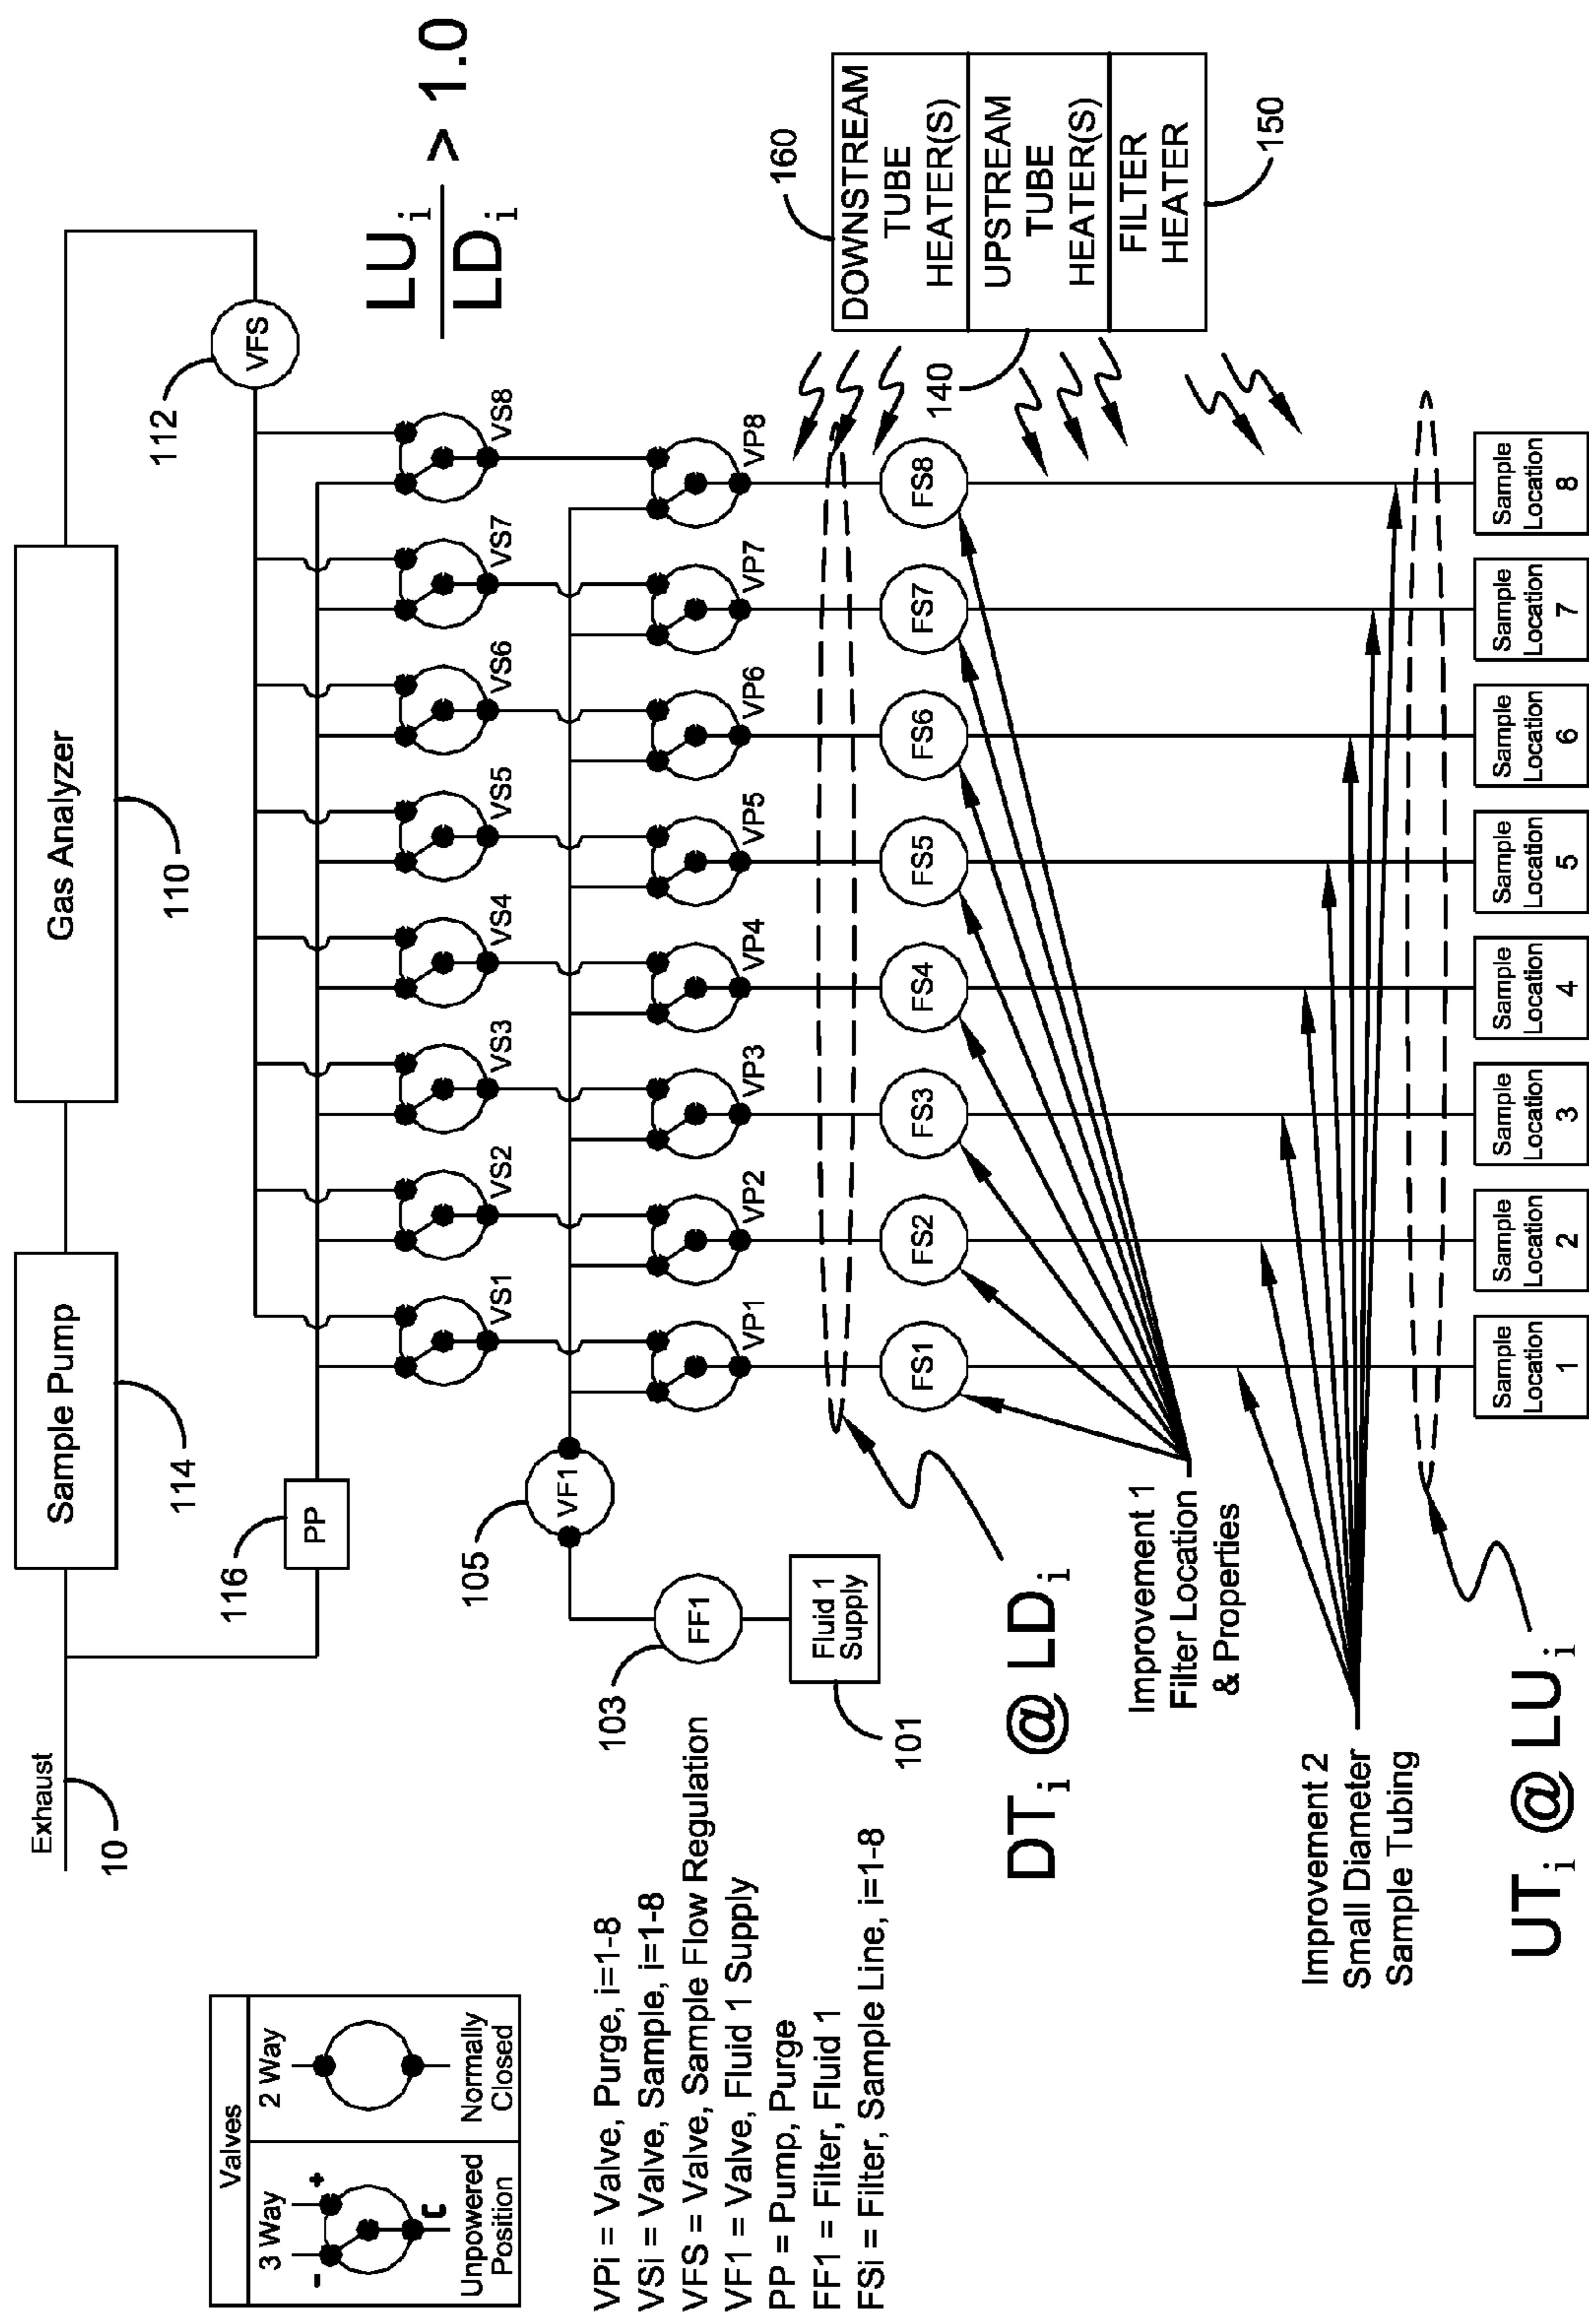 Exhaust
10
Sample Pump
114
Gas Analyzer
110
116
PP
112
VFS
LU i
LD i
> 1.0
VS1
VS2
VS3
VS4
VS5
VS6
VS7
VS8
105
VF1
VP1
VP2
VP3
VP4
VP5
VP6
VP7
VP8
103
FF1
Fluid 1
Supply
101
FS1
FS2
FS3
FS4
FS5
FS6
FS7
FS8
160
DOWNSTREAM
TUBE
HEATER(S)
UPSTREAM
TUBE
HEATER(S)
FILTER
HEATER
140
150
Valves
3 Way
- +
C
Unpowered
Position
2 Way
Normally
Closed
VPi = Valve, Purge, i=1-8
VSi = Valve, Sample, i=1-8
VFS = Valve, Sample Flow Regulation
VF1 = Valve, Fluid 1 Supply
PP = Pump, Purge
FF1 = Filter, Fluid 1
FSi = Filter, Sample Line, i=1-8
DT i @ LD i
Improvement 1
Filter Location
& Properties
Improvement 2
Small Diameter
Sample Tubing
UT i @ LU i
Sample
Location
1
Sample
Location
2
Sample
Location
3
Sample
Location
4
Sample
Location
5
Sample
Location
6
Sample
Location
7
Sample
Location
8